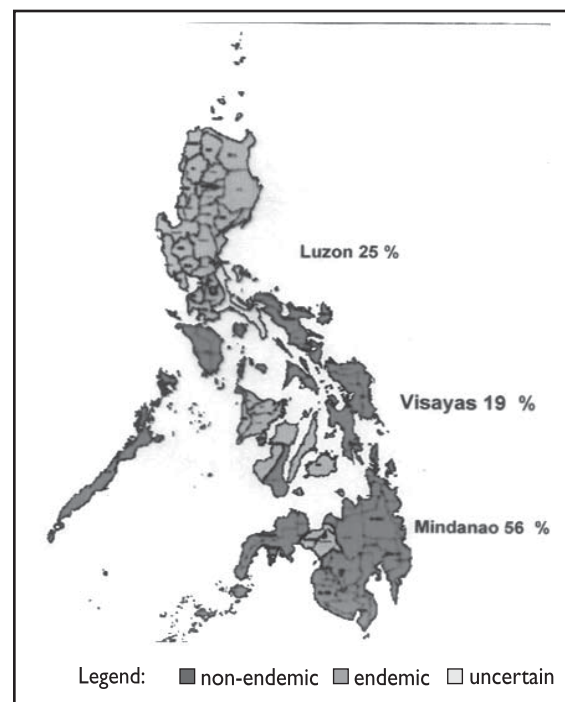 Luzon 25 %
Visayas 19 %
Mindanao 56 %
Legend: non-endemic endemic uncertain